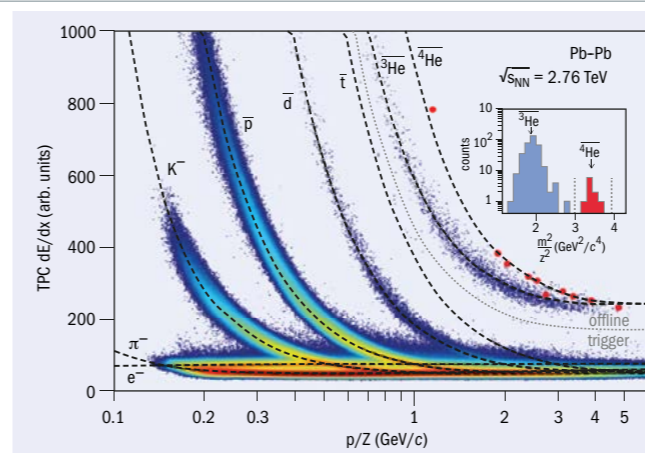 1000
800
600
400
200
0
TPC dE/dx (arb. units)
0.1 0.2 0.3 1 2 3 4 5
p/Z (GeV/c)
π⁻
e⁻
K⁻
p̅
d̅
t̅
³H̅e̅
⁴H̅e̅
Pb–Pb
√s̅N̅N̅ = 2.76 TeV
offline
trigger
10
10²
10
1
counts
³H̅e̅
⁴H̅e̅
2 3 4
m²/z² (GeV²/c⁴)